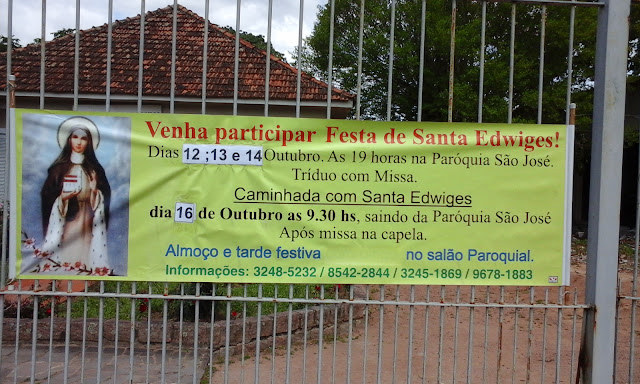 Venha participar Festa de Santa Edwiges!
Dias 12 ;13 e 14 Outubro. As 19 horas na Paróquia São José.
Tríduo com Missa.
Caminhada com Santa Edwiges
dia 16 de Outubro as 9.30 hs, saindo da Paróquia São José
Após missa na capela.
Almoço e tarde festiva no salão Paroquial.
Informações: 3248-5232 / 8542-2844 / 3245-1869 / 9678-1883